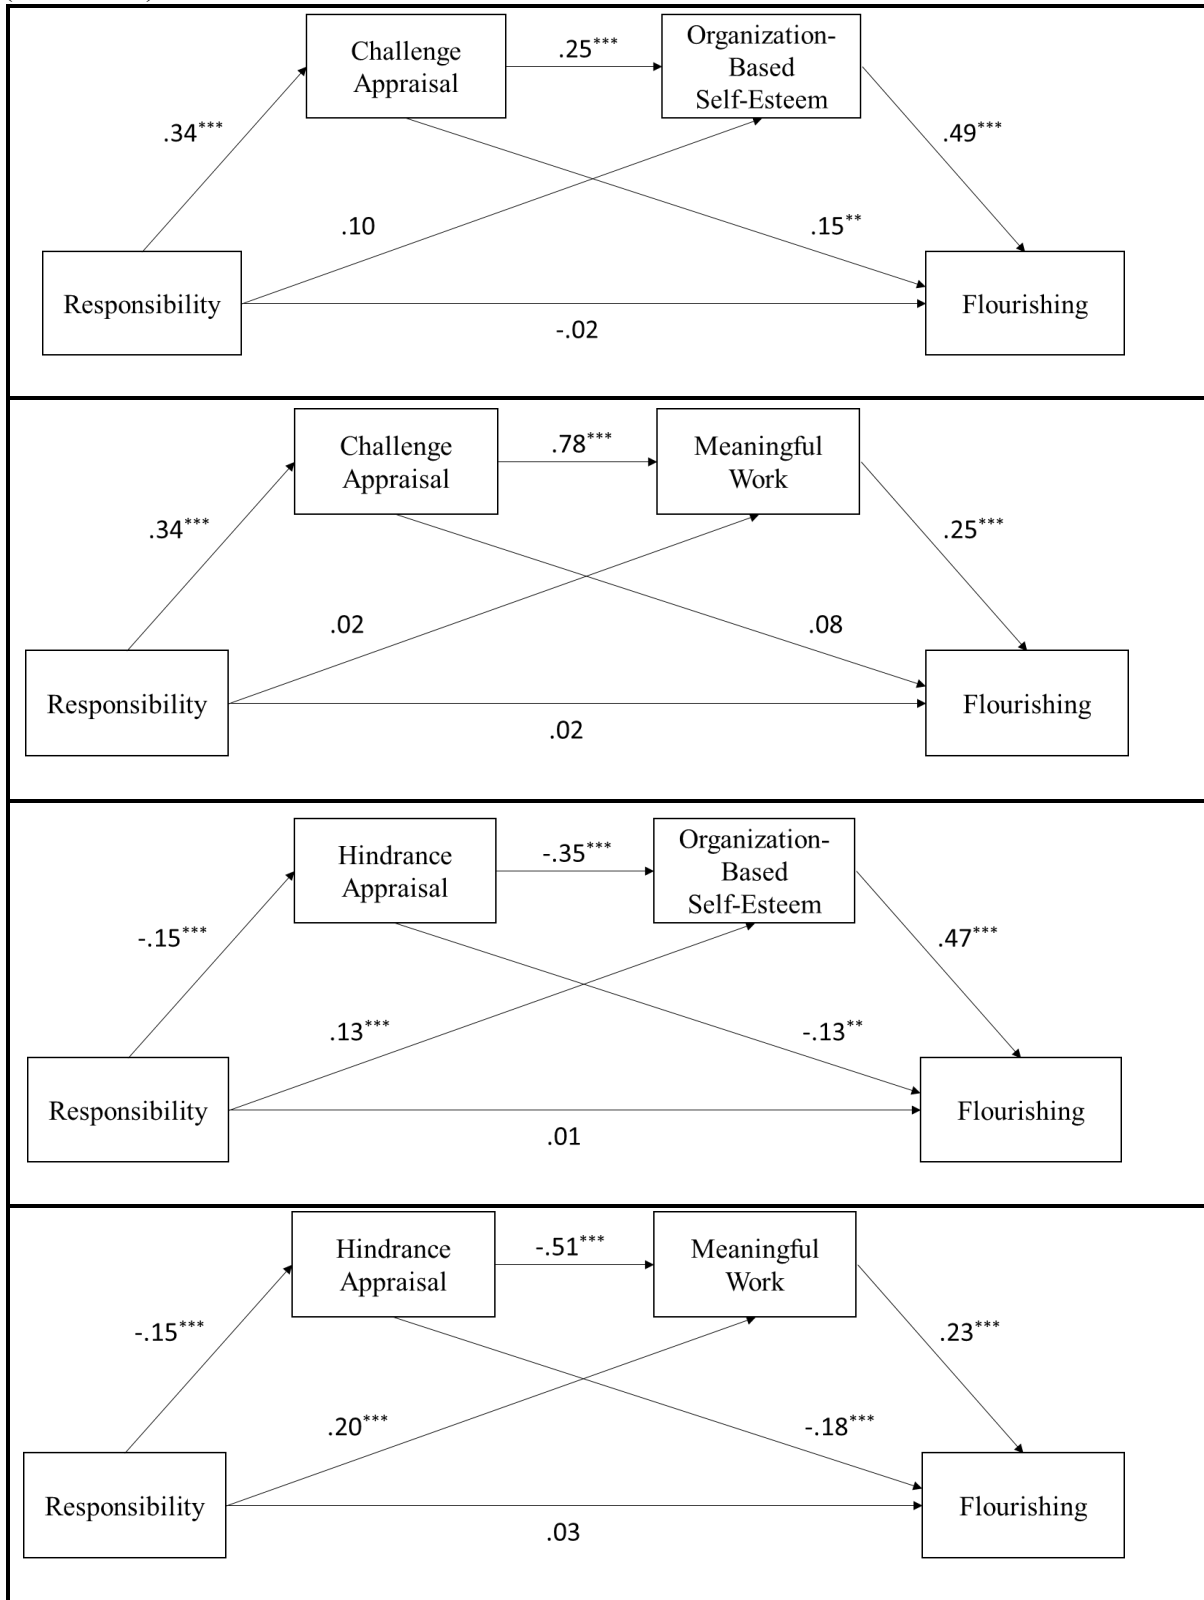 Challenge
Appraisal
.25***
Organization-
Based
Self-Esteem
.34***
.49***
.10
.15**
Responsibility
Flourishing
-.02
Challenge
Appraisal
.78***
Meaningful
Work
.34***
.25***
.02
.08
Responsibility
Flourishing
.02
Hindrance
Appraisal
-.35***
Organization-
Based
Self-Esteem
-.15***
.47***
.13***
-.13**
Responsibility
Flourishing
.01
Hindrance
Appraisal
-.51***
Meaningful
Work
-.15***
.23***
.20***
-.18***
Responsibility
Flourishing
.03